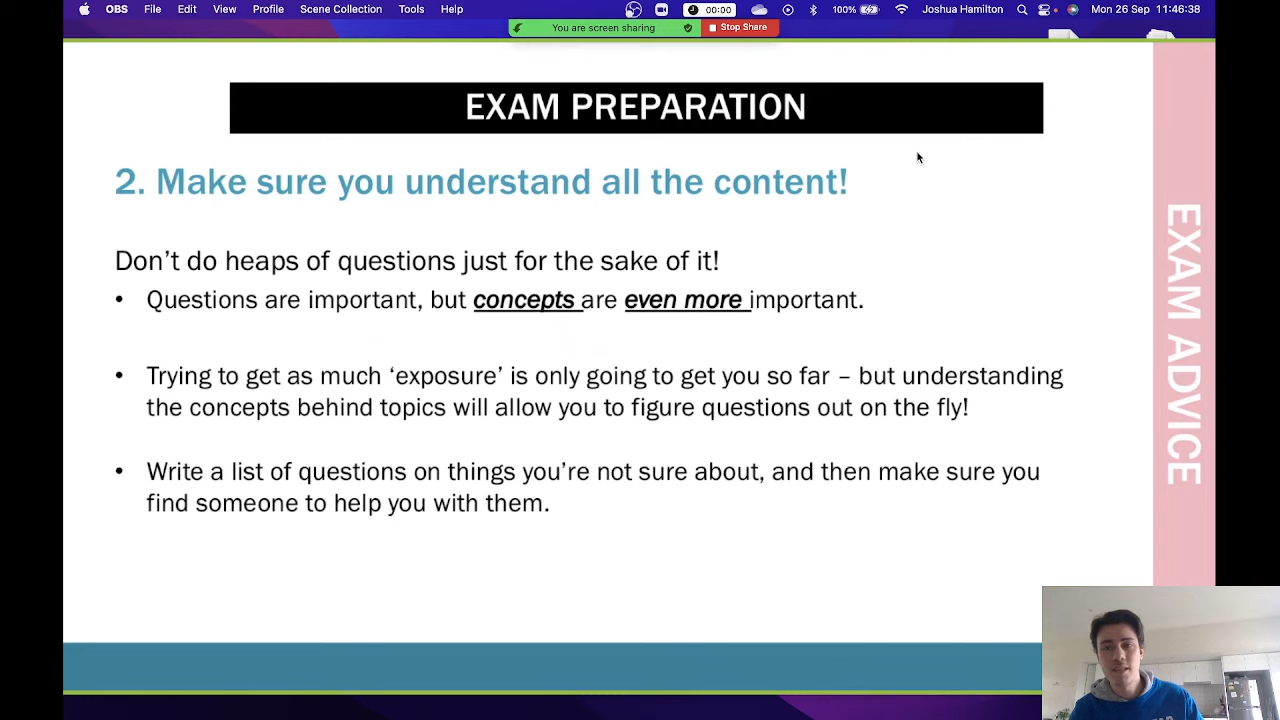 OBS File Edit View Profile Scene Collection Tools Help 00:00 100% Joshua Hamilton Mon 26 Sep 11:46:38
You are screen sharing Stop Share
EXAM PREPARATION
2. Make sure you understand all the content!
Don't do heaps of questions just for the sake of it!
• Questions are important, but concepts are even more important.
• Trying to get as much ‘exposure’ is only going to get you so far – but understanding
the concepts behind topics will allow you to figure questions out on the fly!
• Write a list of questions on things you’re not sure about, and then make sure you
find someone to help you with them.
EXAM ADVICE